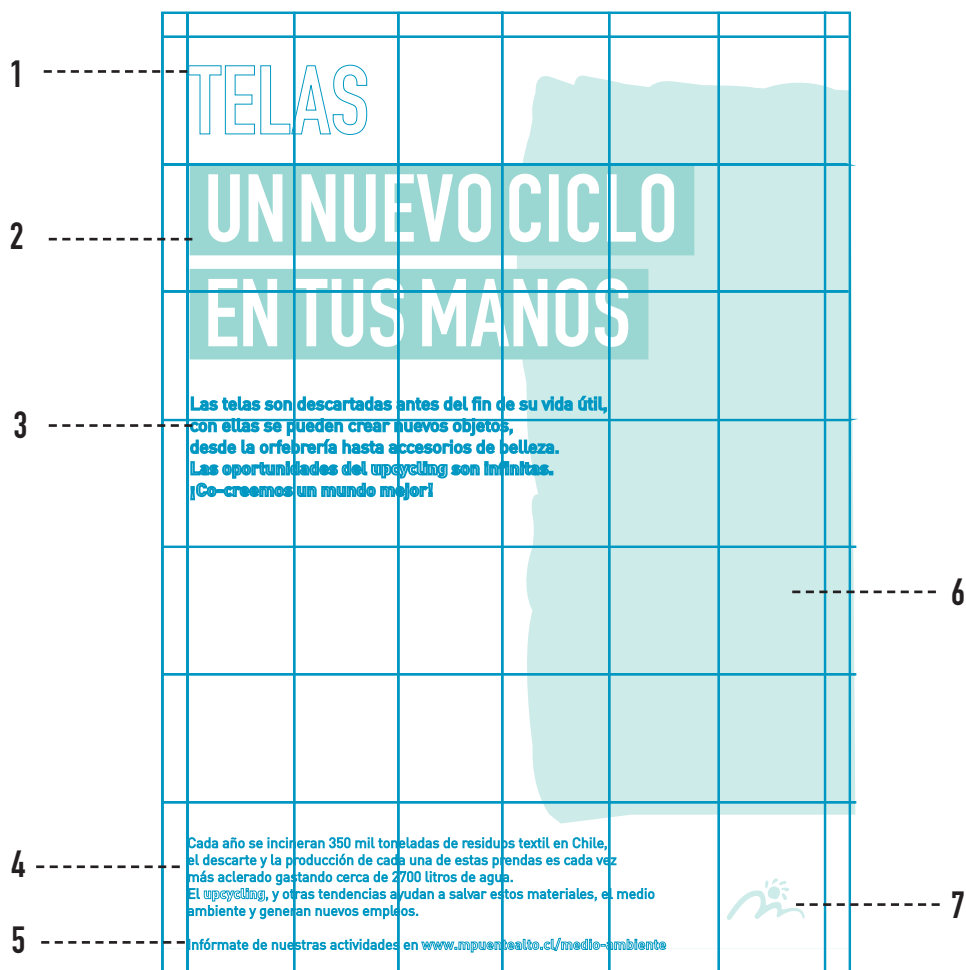 1
TELAS
UN NUEVO CICLO
2
EN TUS MANOS
Las telas son descartadas antes del fin de su vida útil,
3
con ellas se pueden crear nuevos objetos,
desde la orfebrería hasta accesorios de belleza.
Las oportunidades del upcycling son infinitas.
¡Co-creemos un mundo mejor!
6
Cada año se incineran 350 mil toneladas de residuos textil en Chile,
4
el descarte y la producción de cada una de estas prendas es cada vez
más aclerado gastando cerca de 2700 litros de agua.
El upcycling, y otras tendencias ayudan a salvar estos materiales, el medio
ambiente y generan nuevos empleos.
7
5
Infórmate de nuestras actividades en www.mpuentealto.cl/medio-ambiente